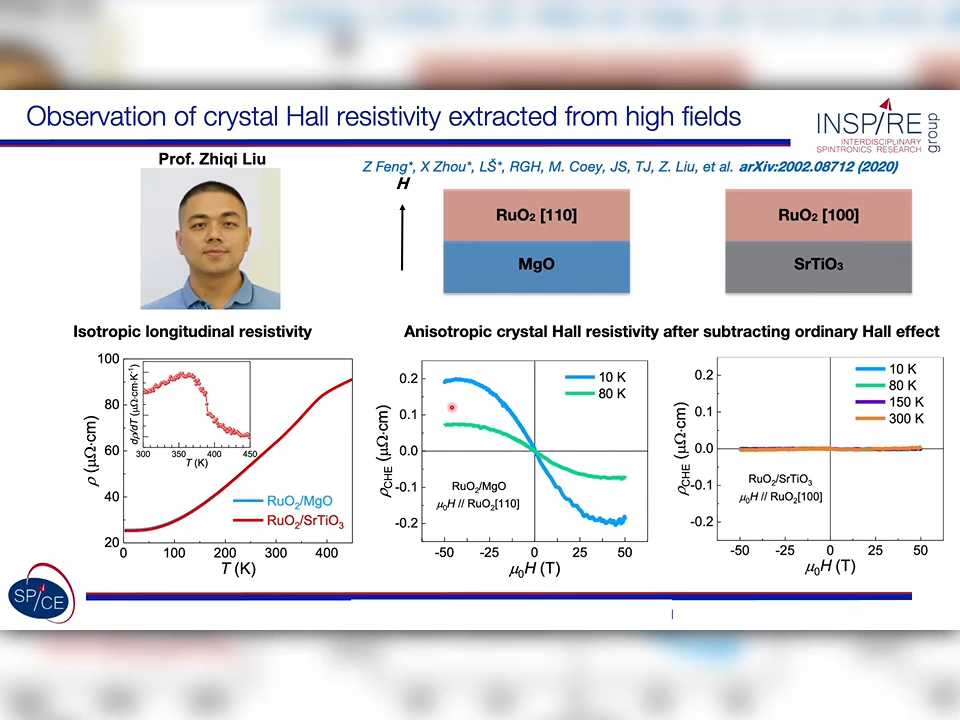 Observation of crystal Hall resistivity extracted from high fields
INSPIRE group
INTERDISCIPLINARY
SPINTRONICS RESEARCH
Prof. Zhiqi Liu
Z Feng*, X Zhou*, LŠ*, RGH, M. Coey, JS, TJ, Z. Liu, et al. arXiv:2002.08712 (2020)
H
RuO₂ [110]
MgO
RuO₂ [100]
SrTiO₃
Isotropic longitudinal resistivity
Anisotropic crystal Hall resistivity after subtracting ordinary Hall effect
100
80
60
40
20
ρ (μΩ·cm)
0 100 200 300 400
T (K)
dρ/dT (μΩ·cm·K⁻¹)
300 350 400 450
T (K)
RuO₂/MgO
RuO₂/SrTiO₃
0.2
0.1
0.0
-0.1
-0.2
ρCHE (μΩ·cm)
10 K
80 K
RuO₂/MgO
μ₀H // RuO₂[110]
-50 -25 0 25 50
μ₀H (T)
0.2
0.1
0.0
-0.1
-0.2
ρCHE (μΩ·cm)
10 K
80 K
150 K
300 K
RuO₂/SrTiO₃
μ₀H // RuO₂[100]
-50 -25 0 25 50
μ₀H (T)
SP/CE